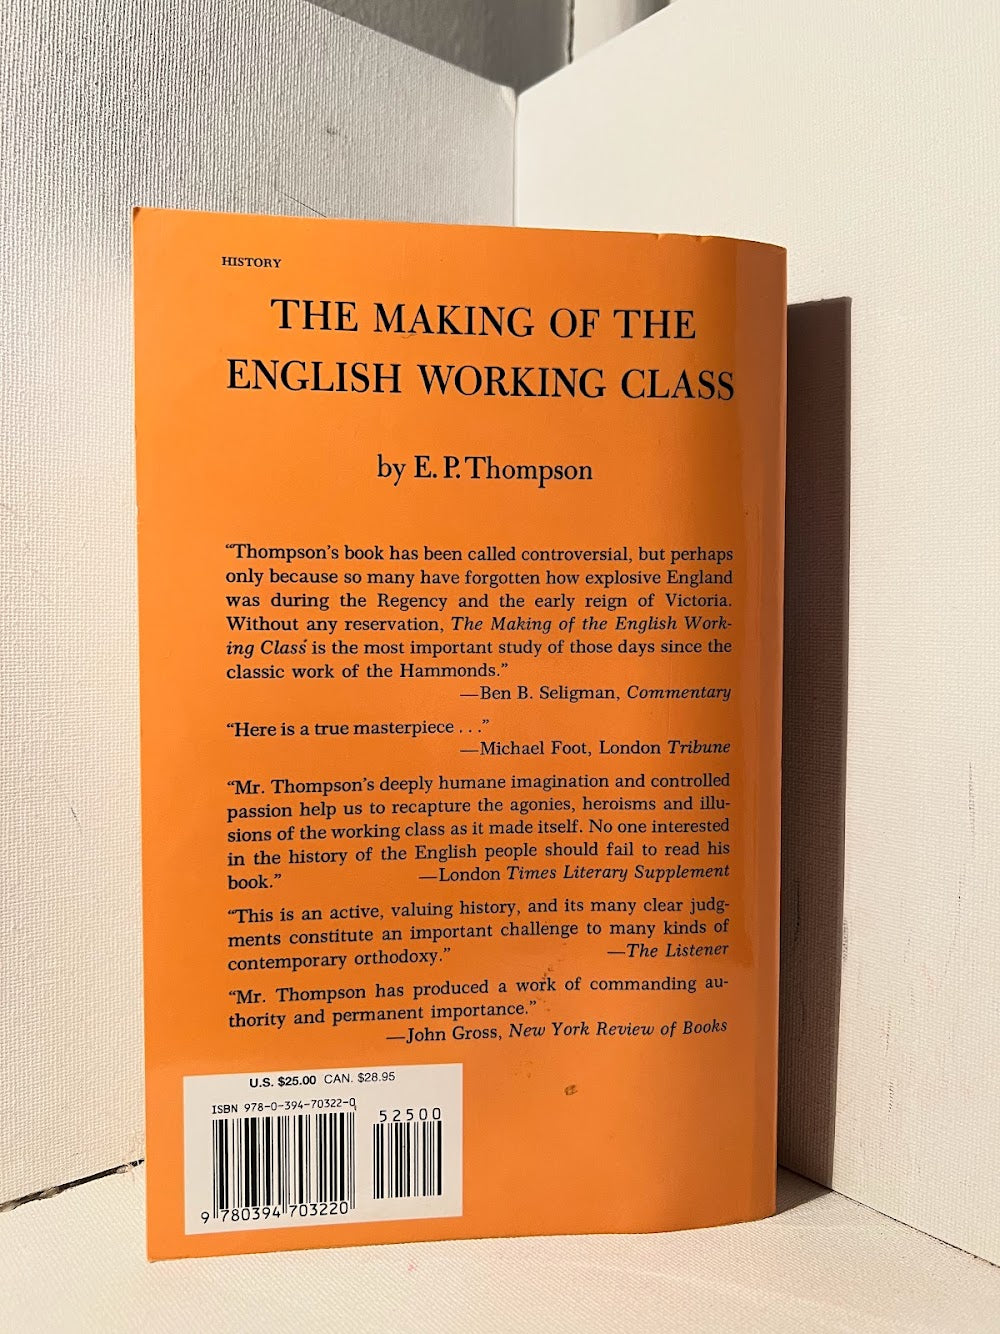 HISTORY
THE MAKING OF THE
ENGLISH WORKING CLASS
by E. P. Thompson
“Thompson’s book has been called controversial, but perhaps
only because so many have forgotten how explosive England
was during the Regency and the early reign of Victoria.
Without any reservation, The Making of the English Work-
ing Class is the most important study of those days since the
classic work of the Hammonds.”
—Ben B. Seligman, Commentary
“Here is a true masterpiece . . .”
—Michael Foot, London Tribune
“Mr. Thompson’s deeply humane imagination and controlled
passion help us to recapture the agonies, heroisms and illu-
sions of the working class as it made itself. No one interested
in the history of the English people should fail to read his
book.” —London Times Literary Supplement
“This is an active, valuing history, and its many clear judg-
ments constitute an important challenge to many kinds of
contemporary orthodoxy.” —The Listener
“Mr. Thompson has produced a work of commanding au-
thority and permanent importance.”
—John Gross, New York Review of Books
U.S. $25.00 CAN. $28.95
ISBN 978-0-394-70322-0
52500
9 780394 703220